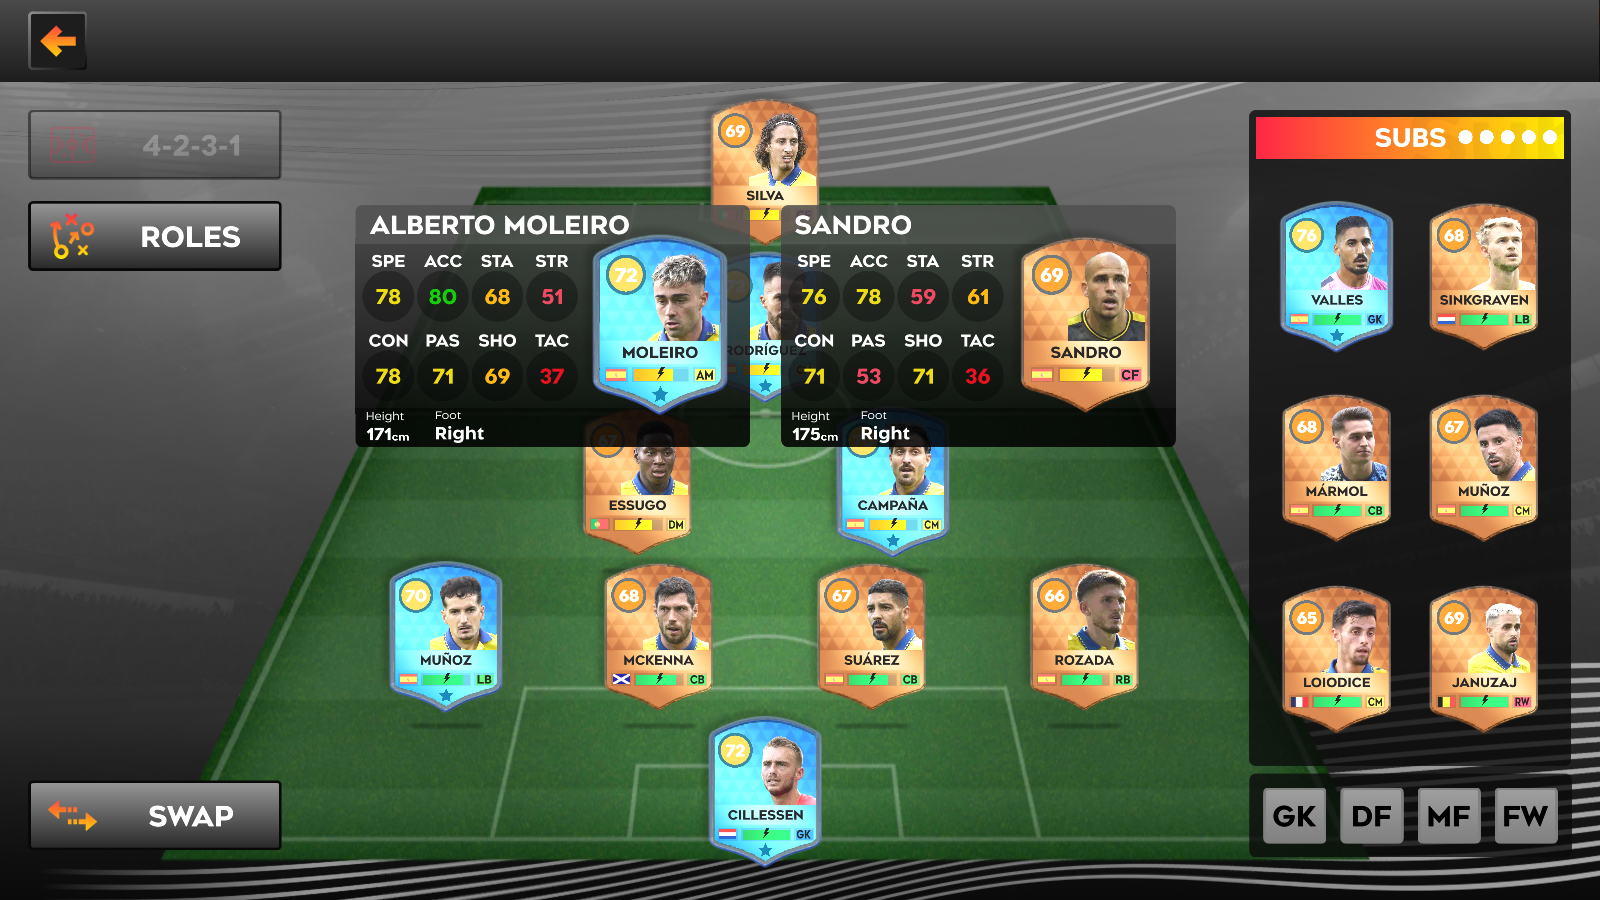 4-2-3-1
ROLES
SWAP
69
SILVA
ALBERTO MOLEIRO
SPE ACC STA STR
78 80 68 51
CON PAS SHO TAC
78 71 69 37
Height Foot
171cm Right
72
MOLEIRO
AM
RODRÍGUEZ
SANDRO
SPE ACC STA STR
76 78 59 61
CON PAS SHO TAC
71 53 71 36
Height Foot
175cm Right
69
SANDRO
CF
67
ESSUGO
DM
CAMPAÑA
CM
70
MUÑOZ
LB
68
MCKENNA
CB
67
SUÁREZ
CB
66
ROZADA
RB
72
CILLESSEN
GK
SUBS
76
VALLES
GK
68
SINKGRAVEN
LB
68
MÁRMOL
CB
67
MUÑOZ
CM
65
LOIODICE
CM
69
JANUZAJ
RW
GK DF MF FW